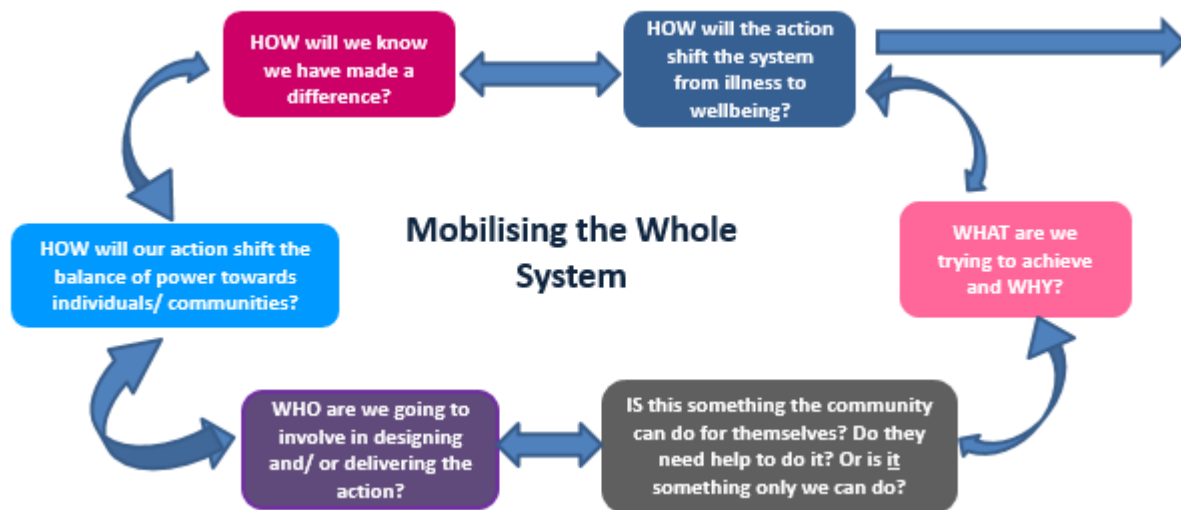 HOW will we know
we have made a
difference?
HOW will the action
shift the system
from illness to
wellbeing?
Mobilising the Whole
System
HOW will our action shift the
balance of power towards
individuals/ communities?
WHAT are we
trying to achieve
and WHY?
WHO are we going to
involve in designing
and/ or delivering the
action?
IS this something the community
can do for themselves? Do they
need help to do it? Or is it
something only we can do?